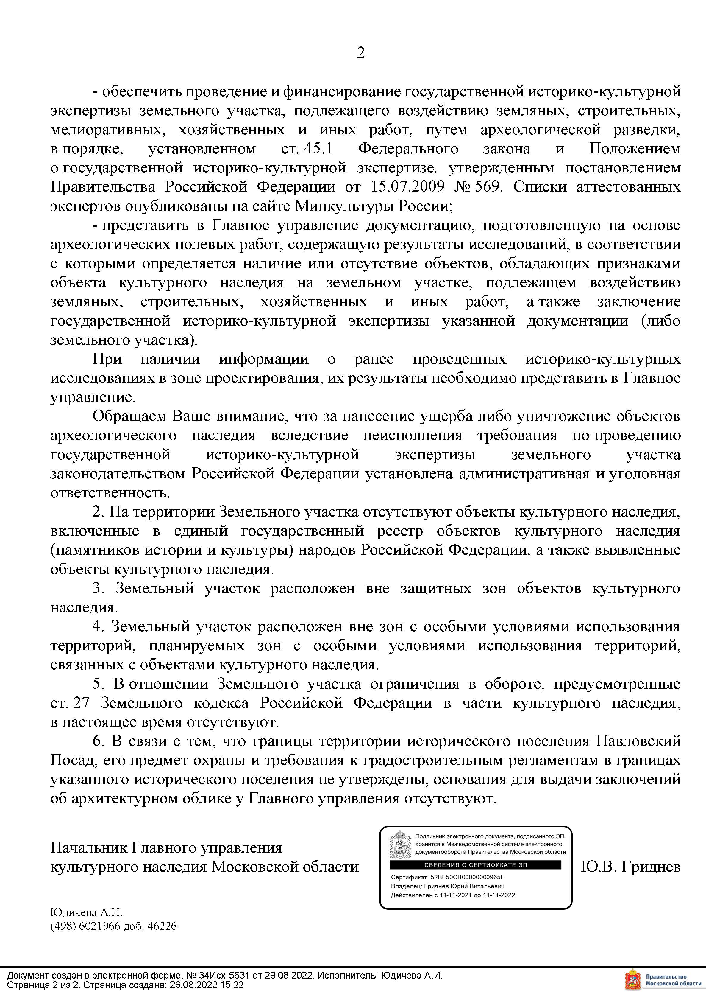 2
- обеспечить проведение и финансирование государственной историко-культурной
экспертизы земельного участка, подлежащего воздействию земляных, строительных,
мелиоративных, хозяйственных и иных работ, путем археологической разведки,
в порядке, установленном ст. 45.1 Федерального закона и Положением
о государственной историко-культурной экспертизе, утвержденным постановлением
Правительства Российской Федерации от 15.07.2009 № 569. Списки аттестованных
экспертов опубликованы на сайте Минкультуры России;
- представить в Главное управление документацию, подготовленную на основе
археологических полевых работ, содержащую результаты исследований, в соответствии
с которыми определяется наличие или отсутствие объектов, обладающих признаками
объекта культурного наследия на земельном участке, подлежащем воздействию
земляных, строительных, хозяйственных и иных работ, а также заключение
государственной историко-культурной экспертизы указанной документации (либо
земельного участка).
При наличии информации о ранее проведенных историко-культурных
исследованиях в зоне проектирования, их результаты необходимо представить в Главное
управление.
Обращаем Ваше внимание, что за нанесение ущерба либо уничтожение объектов
археологического наследия вследствие неисполнения требования по проведению
государственной историко-культурной экспертизы земельного участка
законодательством Российской Федерации установлена административная и уголовная
ответственность.
2. На территории Земельного участка отсутствуют объекты культурного наследия,
включенные в единый государственный реестр объектов культурного наследия
(памятников истории и культуры) народов Российской Федерации, а также выявленные
объекты культурного наследия.
3. Земельный участок расположен вне защитных зон объектов культурного
наследия.
4. Земельный участок расположен вне зон с особыми условиями использования
территорий, планируемых зон с особыми условиями использования территорий,
связанных с объектами культурного наследия.
5. В отношении Земельного участка ограничения в обороте, предусмотренные
ст. 27 Земельного кодекса Российской Федерации в части культурного наследия,
в настоящее время отсутствуют.
6. В связи с тем, что границы территории исторического поселения Павловский
Посад, его предмет охраны и требования к градостроительным регламентам в границах
указанного исторического поселения не утверждены, основания для выдачи заключений
об архитектурном облике у Главного управления отсутствуют.
Начальник Главного управления
культурного наследия Московской области
Подлинник электронного документа, подписанного ЭП,
хранится в Межведомственной системе электронного
документооборота Правительства Московской области
СВЕДЕНИЯ О СЕРТИФИКАТЕ ЭП
Сертификат: 52BF50CB00000000965E
Владелец: Гриднев Юрий Витальевич
Действителен с 11-11-2021 до 11-11-2022
Ю.В. Гриднев
Юдичева А.И.
(498) 6021966 доб. 46226
Документ создан в электронной форме. № 34Исх-5631 от 29.08.2022. Исполнитель: Юдичева А.И.
Страница 2 из 2. Страница создана: 26.08.2022 15:22
Правительство
Московской области